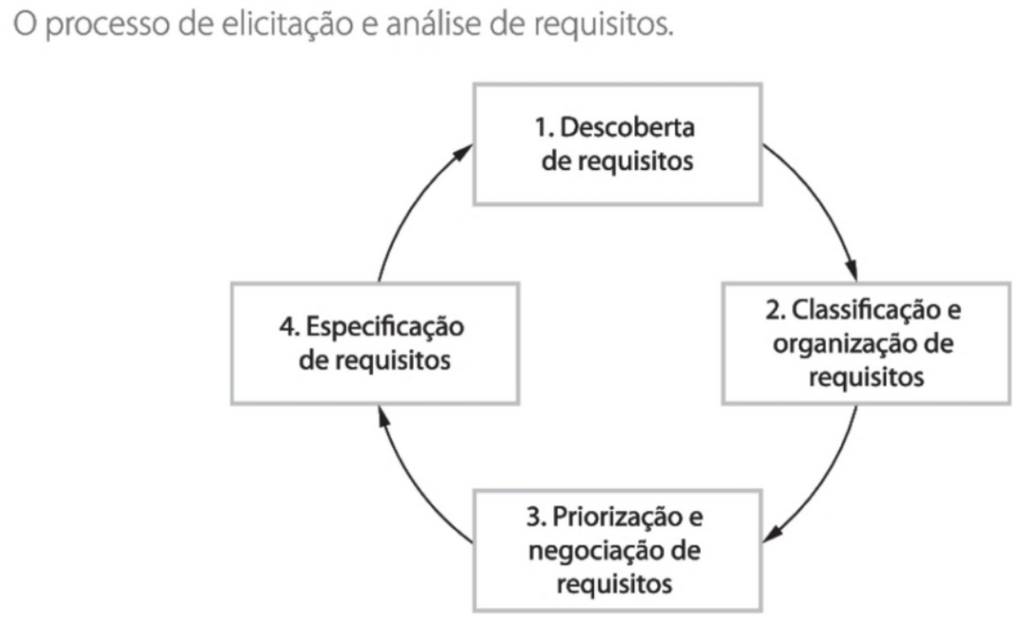 O processo de elicitação e análise de requisitos.
1. Descoberta
de requisitos
2. Classificação e
organização de
requisitos
3. Priorização e
negociação de
requisitos
4. Especificação
de requisitos